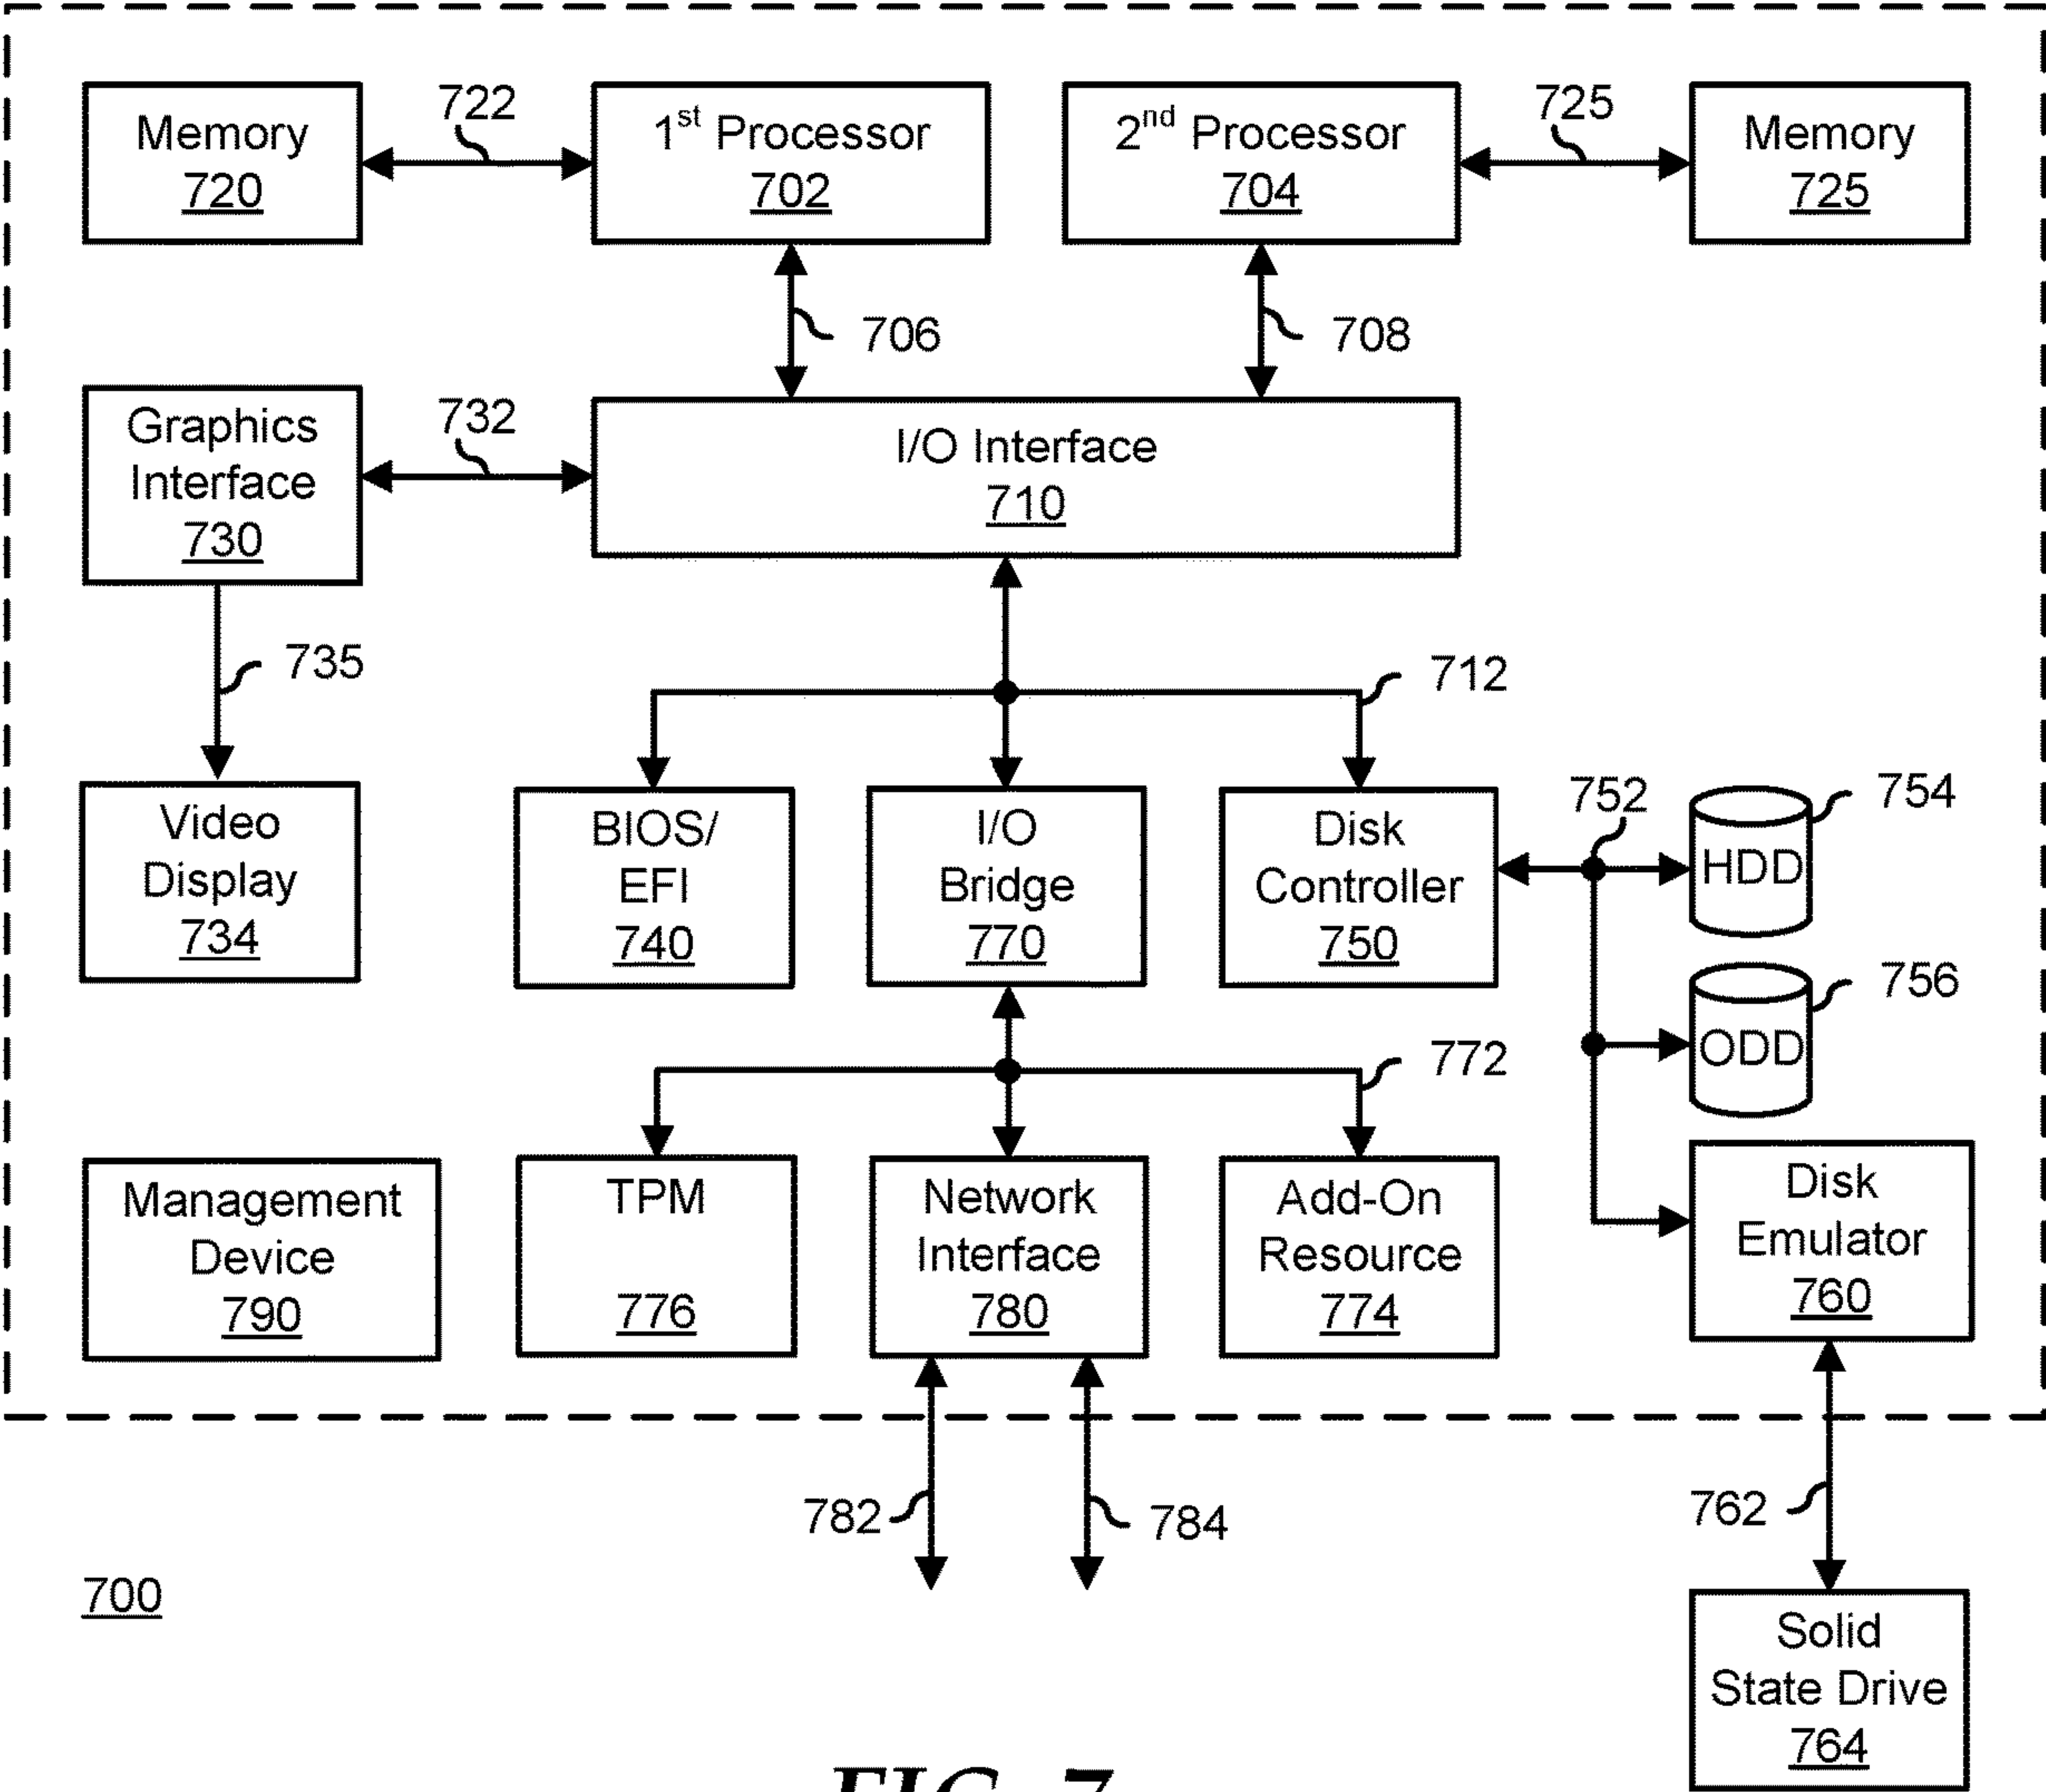 Memory
720
722
1st Processor
702
2nd Processor
704
725
Memory
725
706
708
Graphics
Interface
730
732
I/O Interface
710
735
712
Video
Display
734
BIOS/
EFI
740
I/O
Bridge
770
Disk
Controller
750
752
HDD
754
ODD
756
772
Management
Device
790
TPM
776
Network
Interface
780
Add-On
Resource
774
Disk
Emulator
760
782
784
762
700
Solid
State Drive
764
FIG. 7